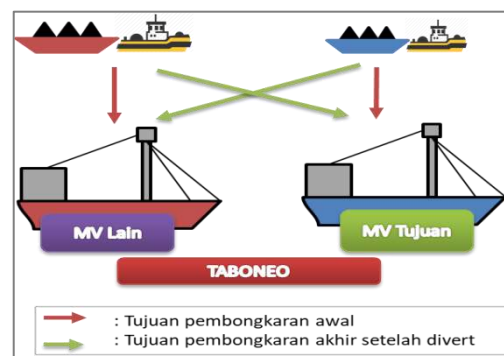 MV Lain
MV Tujuan
TABONEO
: Tujuan pembongkaran awal
: Tujuan pembongkaran akhir setelah divert